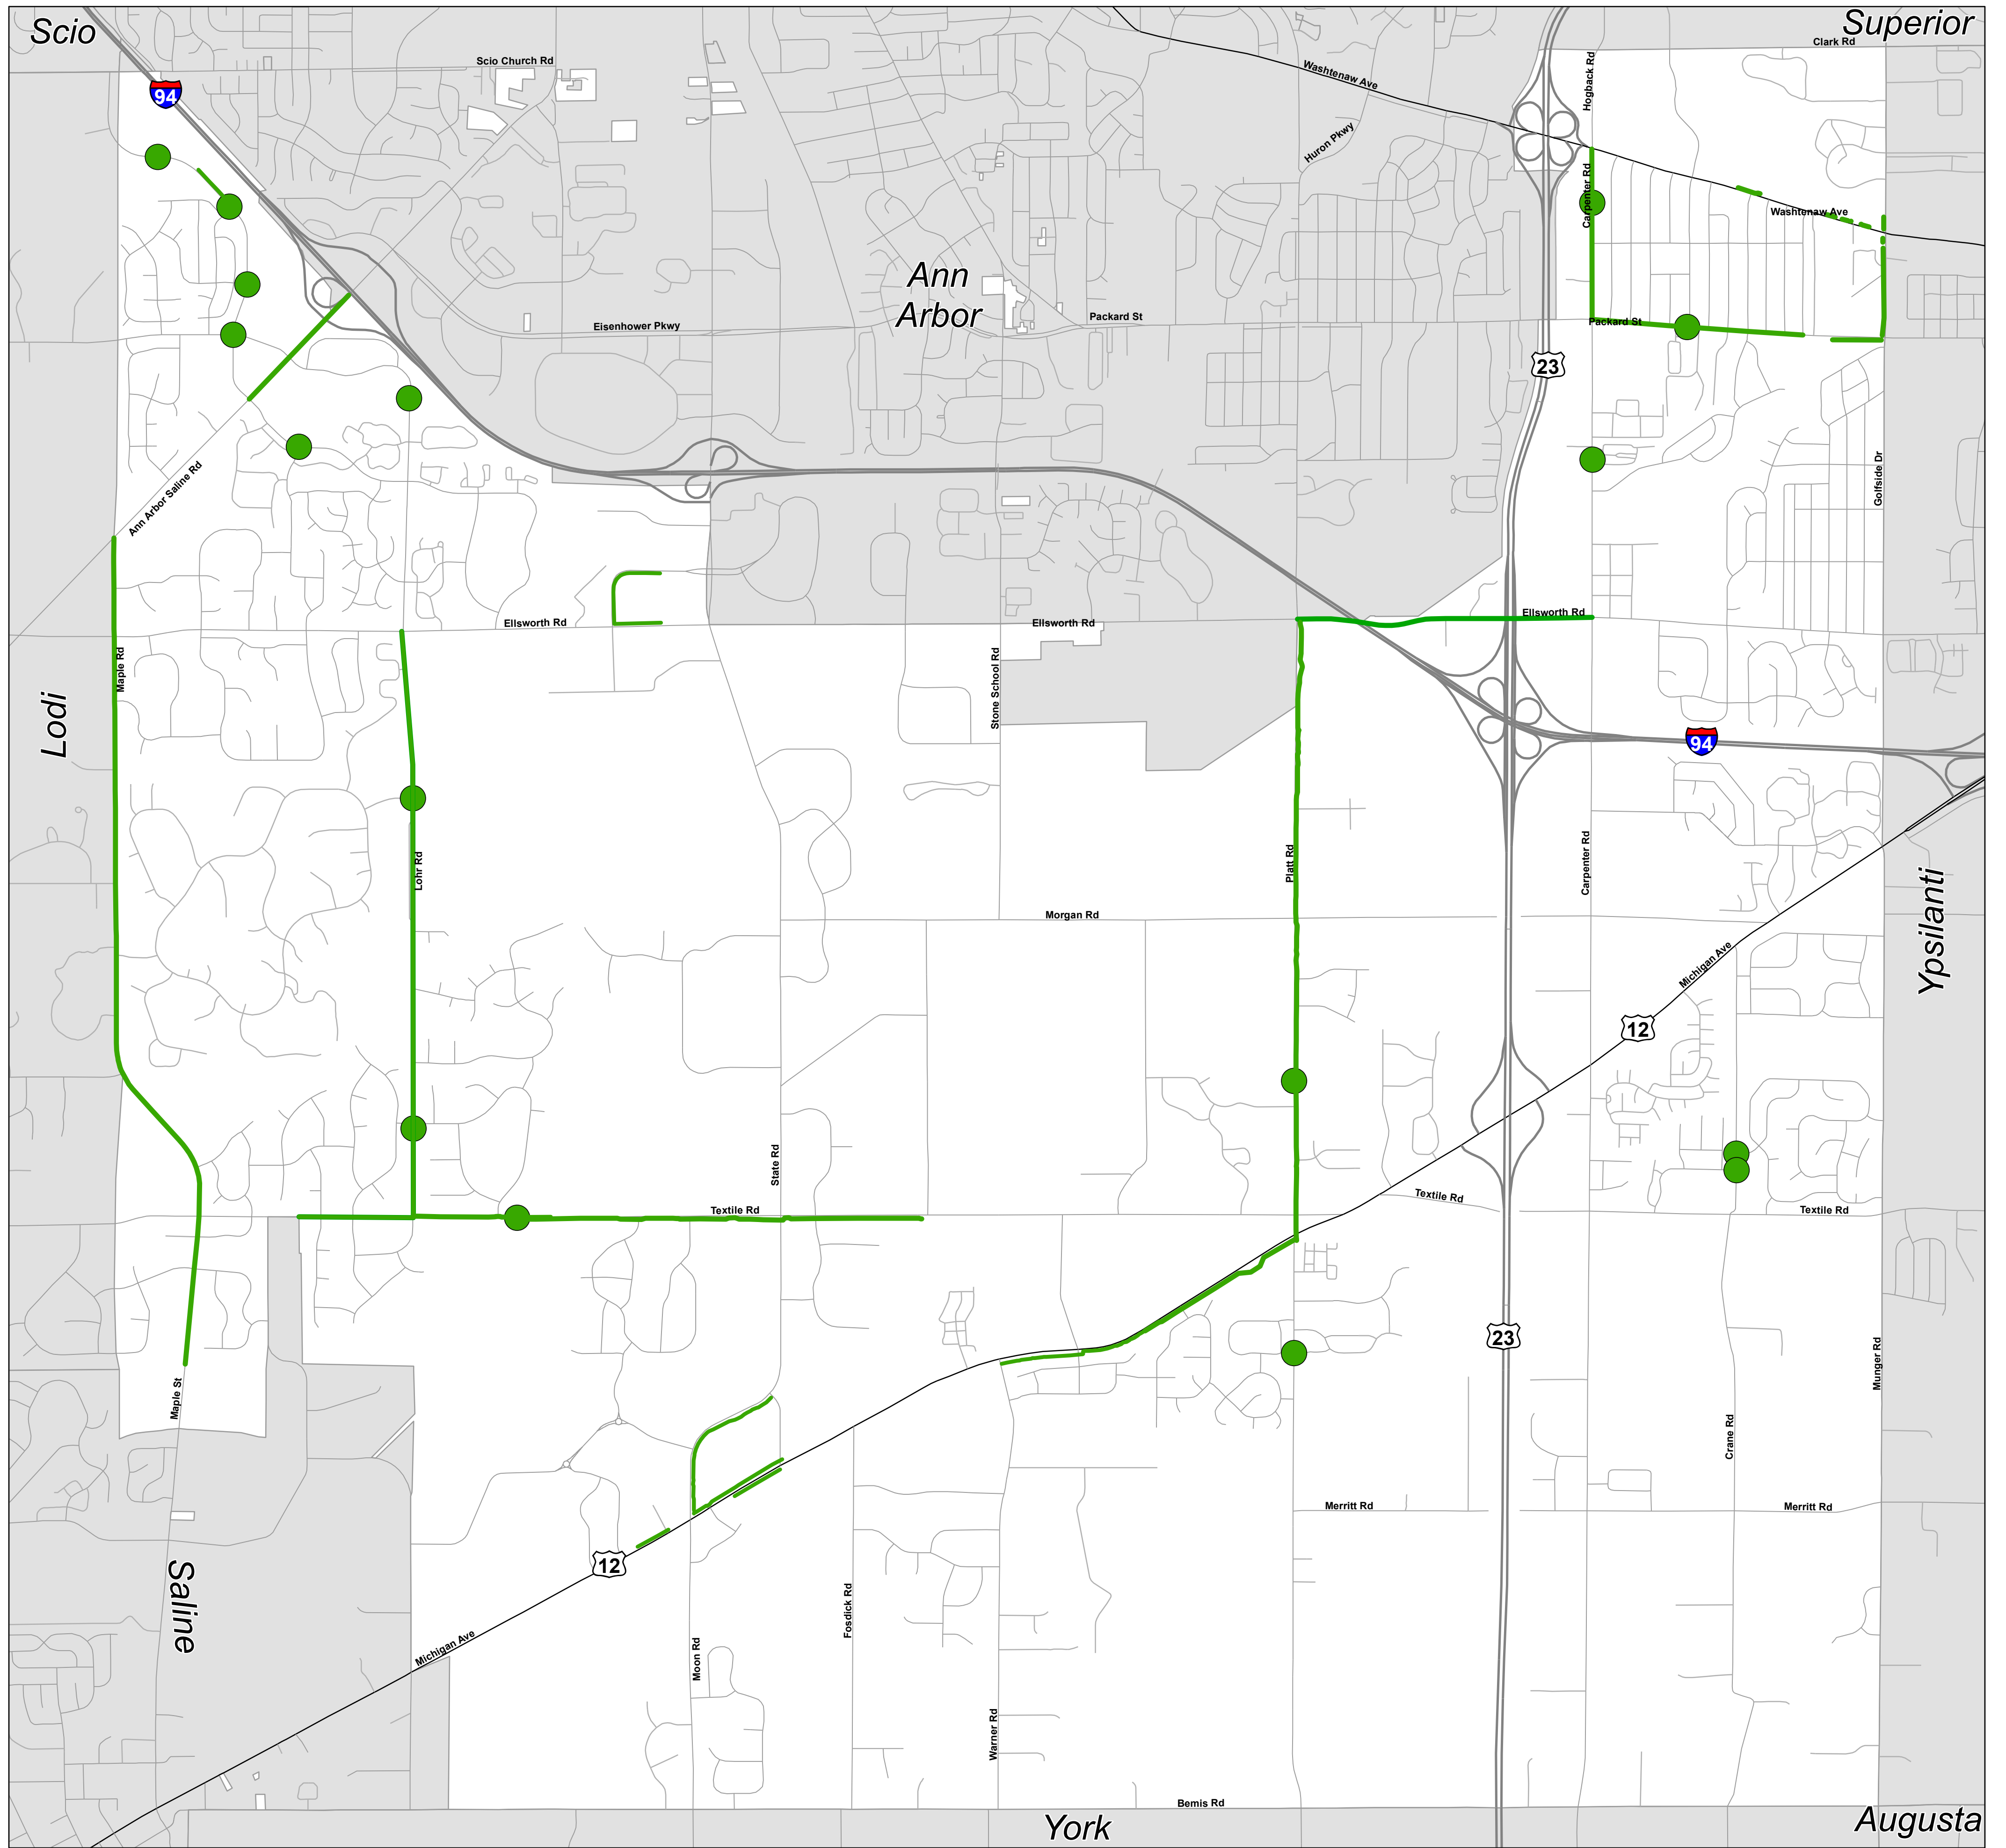 Scio
Superior
Clark Rd
Scio Church Rd
Washtenaw Ave
Hogback Rd
94
Huron Pkwy
Carpenter Rd
Washtenaw Ave
Ann
Arbor
Packard St
Eisenhower Pkwy
Packard St
23
Golfside Dr
Ann Arbor Saline Rd
Ellsworth Rd
Ellsworth Rd
Ellsworth Rd
Maple Rd
Stone School Rd
Lodi
94
Lohr Rd
Platt Rd
Carpenter Rd
Morgan Rd
Ypsilanti
Michigan Ave
12
State Rd
Textile Rd
Textile Rd
Textile Rd
23
Munger Rd
Maple St
Crane Rd
Merritt Rd
Merritt Rd
12
Saline
Fosdick Rd
Michigan Ave
Moon Rd
Warner Rd
Bemis Rd
York
Augusta